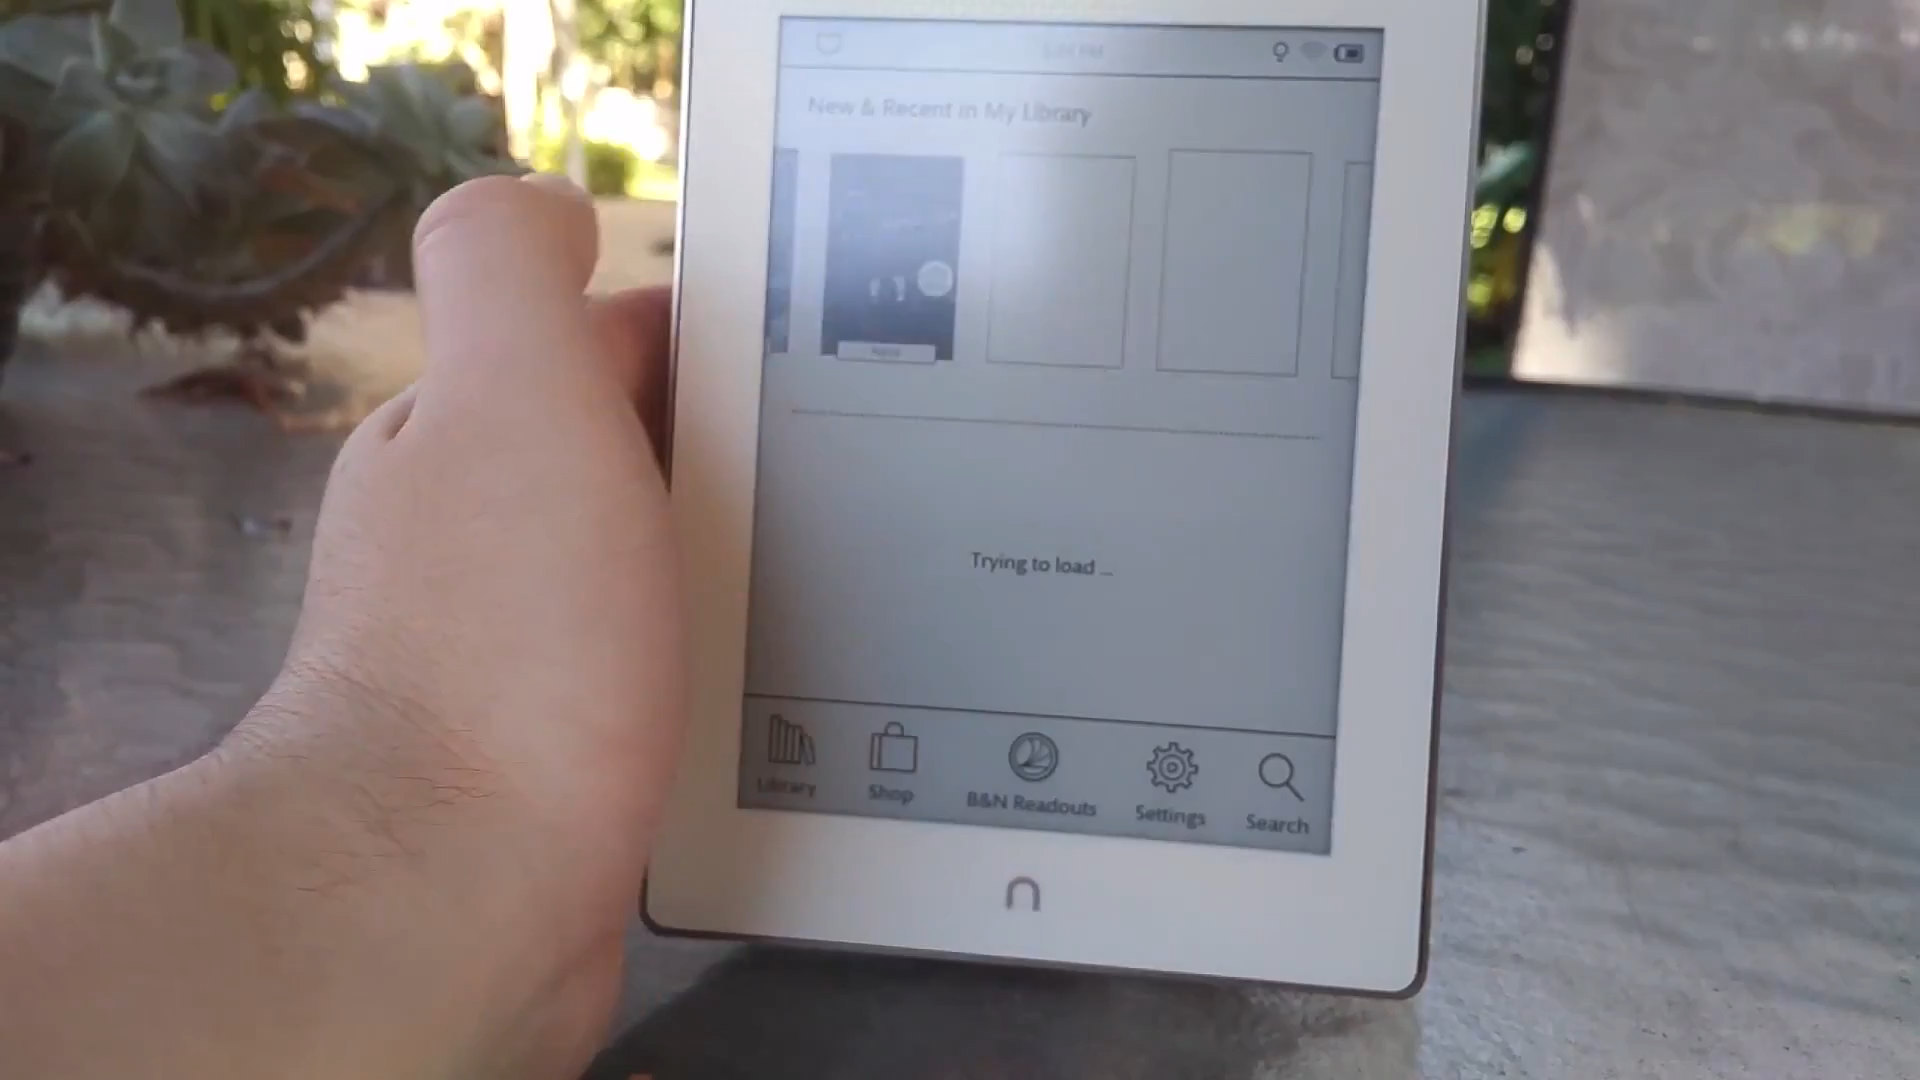 New & Recent in My Library
Trying to load ...
Library
Shop
B&N Readouts
Settings
Search
n